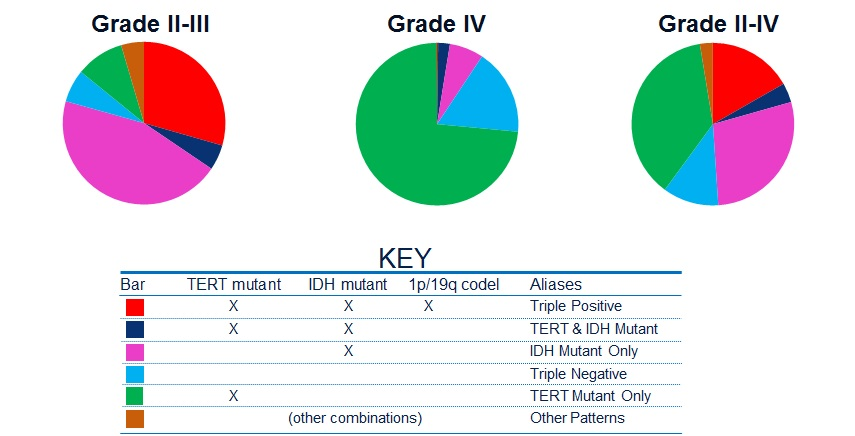 Grade II-III Grade IV Grade II-IV
KEY
Bar TERT mutant IDH mutant 1p/19q codel Aliases
X X X Triple Positive
X X TERT & IDH Mutant
X IDH Mutant Only
Triple Negative
X TERT Mutant Only
(other combinations) Other Patterns